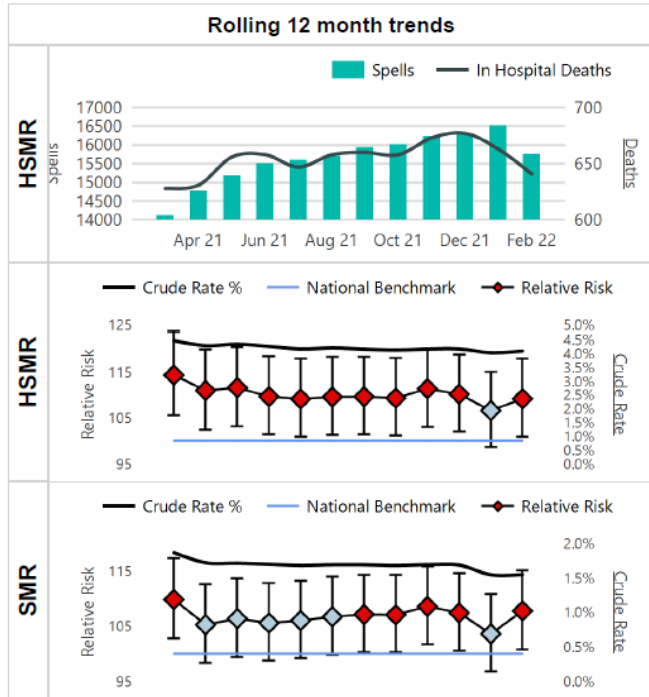 Rolling 12 month trends
HSMR
Spells In Hospital Deaths
Spells
17000
16500
16000
15500
15000
14500
14000
700
650
600
Deaths
Apr 21 Jun 21 Aug 21 Oct 21 Dec 21 Feb 22
HSMR
Crude Rate % National Benchmark Relative Risk
Relative Risk
125
115
105
95
5.0%
4.5%
4.0%
3.5%
3.0%
2.5%
2.0%
1.5%
1.0%
0.5%
0.0%
Crude Rate
SMR
Crude Rate % National Benchmark Relative Risk
Relative Risk
115
105
95
2.0%
1.5%
1.0%
0.5%
0.0%
Crude Rate